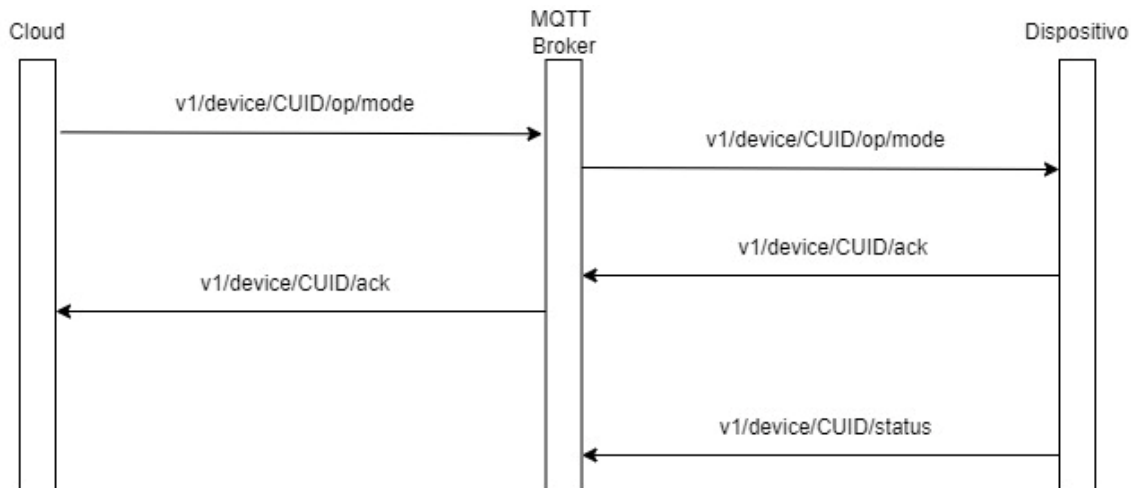 Cloud
MQTT
Broker
Dispositivo
v1/device/CUID/op/mode
v1/device/CUID/op/mode
v1/device/CUID/ack
v1/device/CUID/ack
v1/device/CUID/status